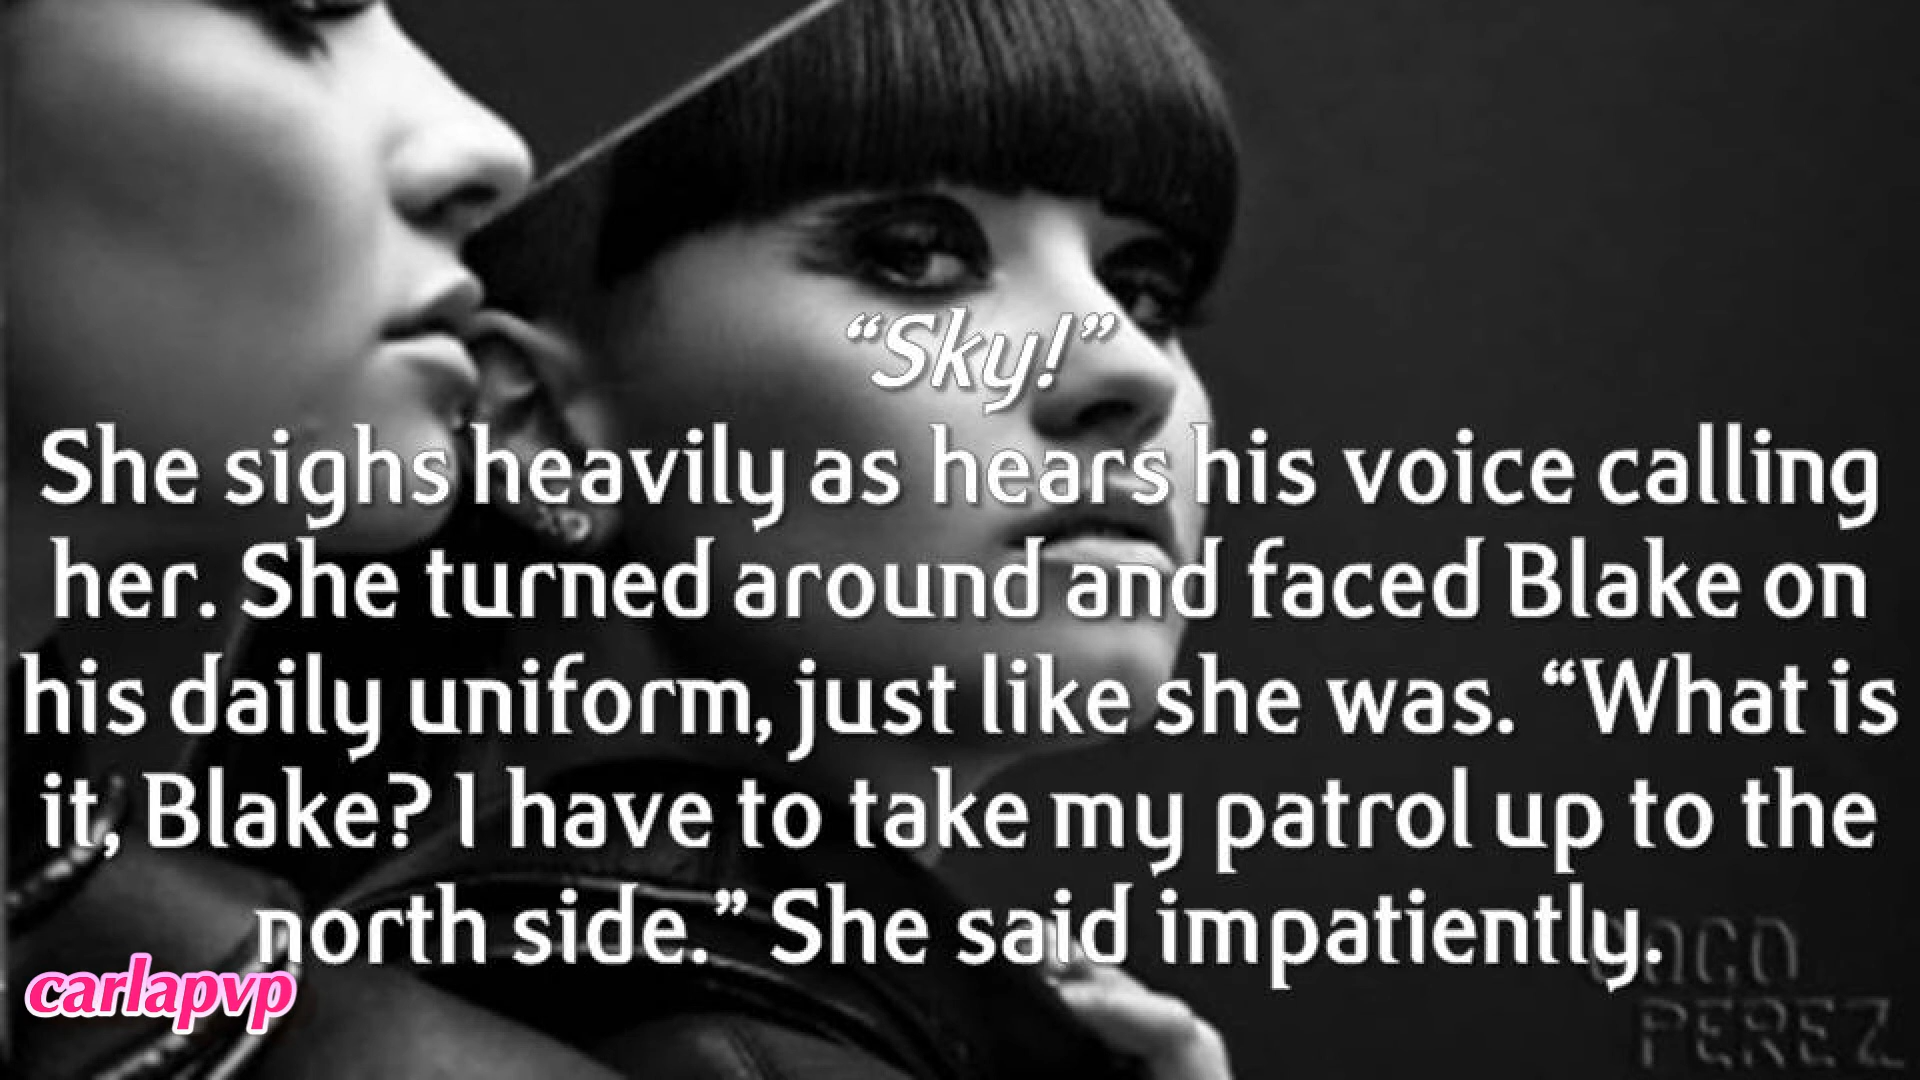 “Sky!”
She sighs heavily as hears his voice calling
her. She turned around and faced Blake on
his daily uniform, just like she was. “What is
it, Blake? I have to take my patrol up to the
north side.” She said impatiently.
carlapvp
PEREZ